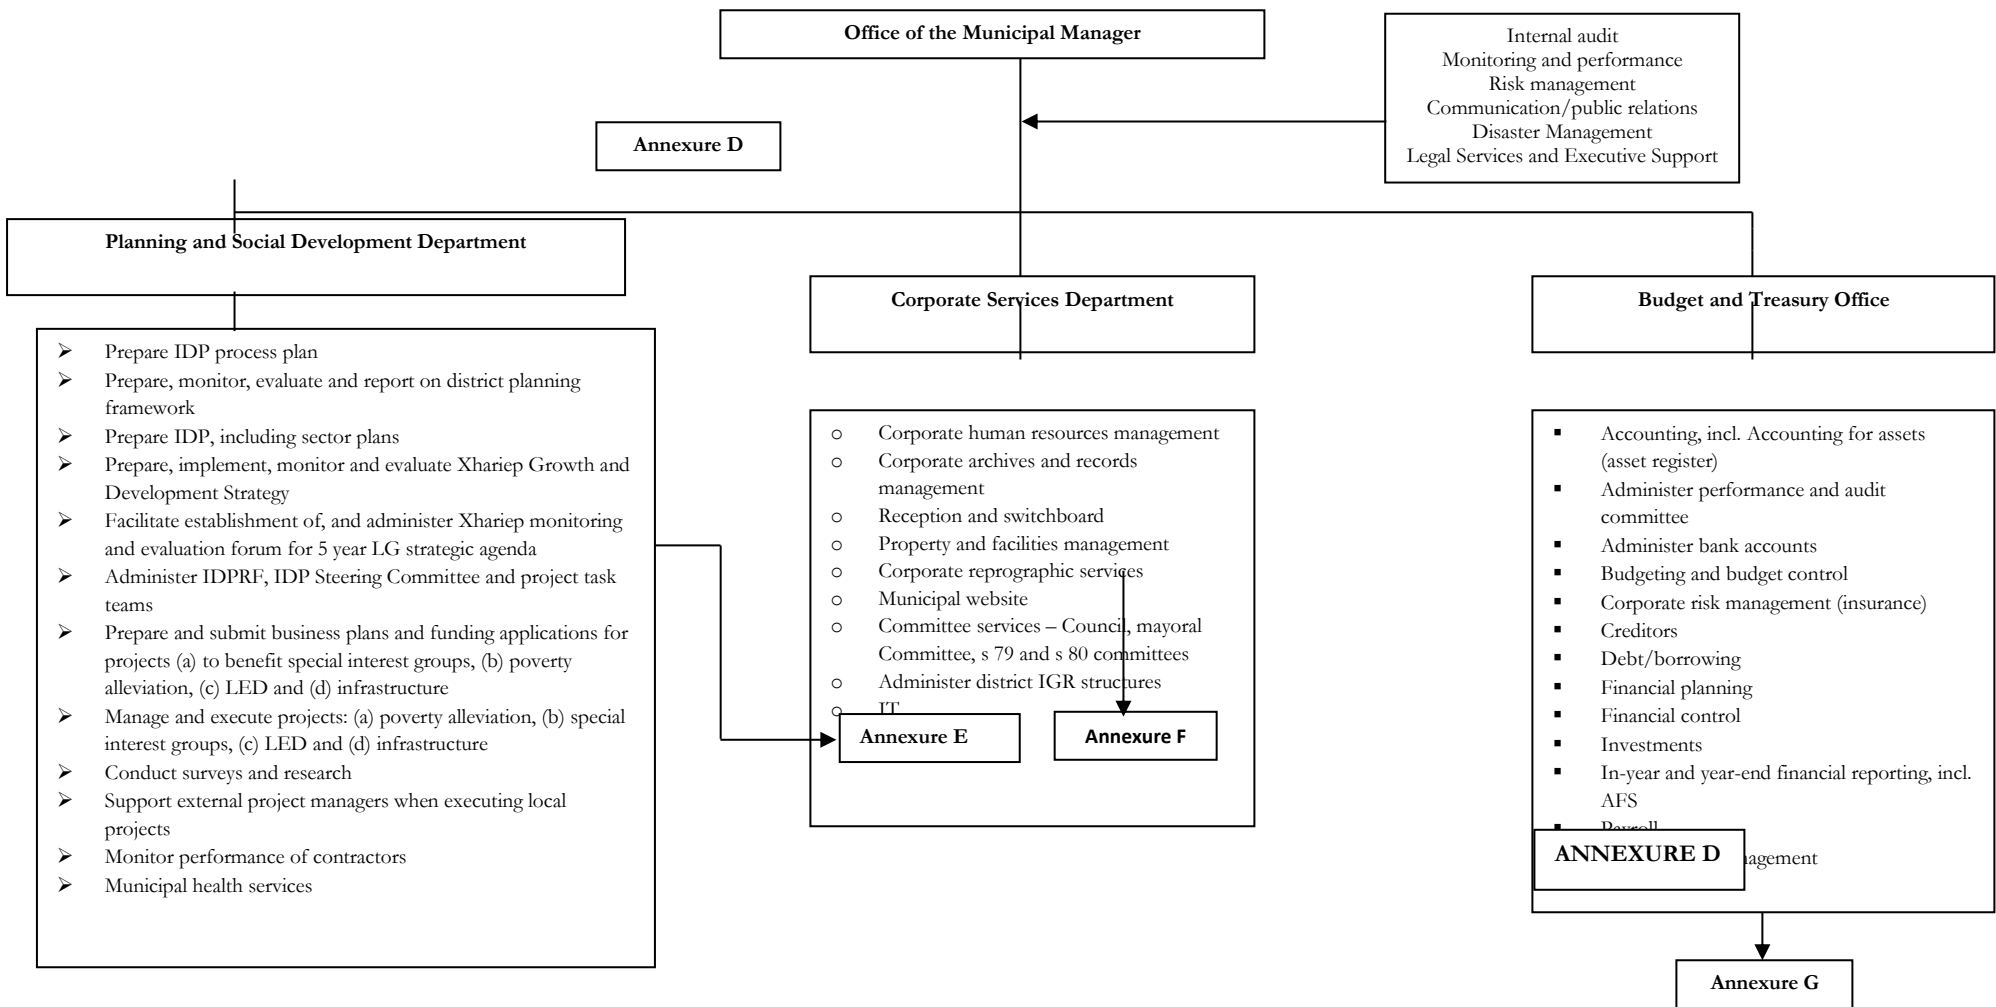 Office of the Municipal Manager
Internal audit
Monitoring and performance
Risk management
Communication/public relations
Disaster Management
Legal Services and Executive Support
Annexure D
Planning and Social Development Department
➢ Prepare IDP process plan
➢ Prepare, monitor, evaluate and report on district planning
framework
➢ Prepare IDP, including sector plans
➢ Prepare, implement, monitor and evaluate Xhariep Growth and
Development Strategy
➢ Facilitate establishment of, and administer Xhariep monitoring
and evaluation forum for 5 year LG strategic agenda
➢ Administer IDPRF, IDP Steering Committee and project task
teams
➢ Prepare and submit business plans and funding applications for
projects (a) to benefit special interest groups, (b) poverty
alleviation, (c) LED and (d) infrastructure
➢ Manage and execute projects: (a) poverty alleviation, (b) special
interest groups, (c) LED and (d) infrastructure
➢ Conduct surveys and research
➢ Support external project managers when executing local
projects
➢ Monitor performance of contractors
➢ Municipal health services
Corporate Services Department
o Corporate human resources management
o Corporate archives and records
management
o Reception and switchboard
o Property and facilities management
o Corporate reprographic services
o Municipal website
o Committee services – Council, mayoral
Committee, s 79 and s 80 committees
o Administer district IGR structures
o IT
Annexure E
Annexure F
Budget and Treasury Office
▪ Accounting, incl. Accounting for assets
(asset register)
▪ Administer performance and audit
committee
▪ Administer bank accounts
▪ Budgeting and budget control
▪ Corporate risk management (insurance)
▪ Creditors
▪ Debt/borrowing
▪ Financial planning
▪ Financial control
▪ Investments
▪ In-year and year-end financial reporting, incl.
AFS
▪ Payroll
ANNEXURE D
Annexure G